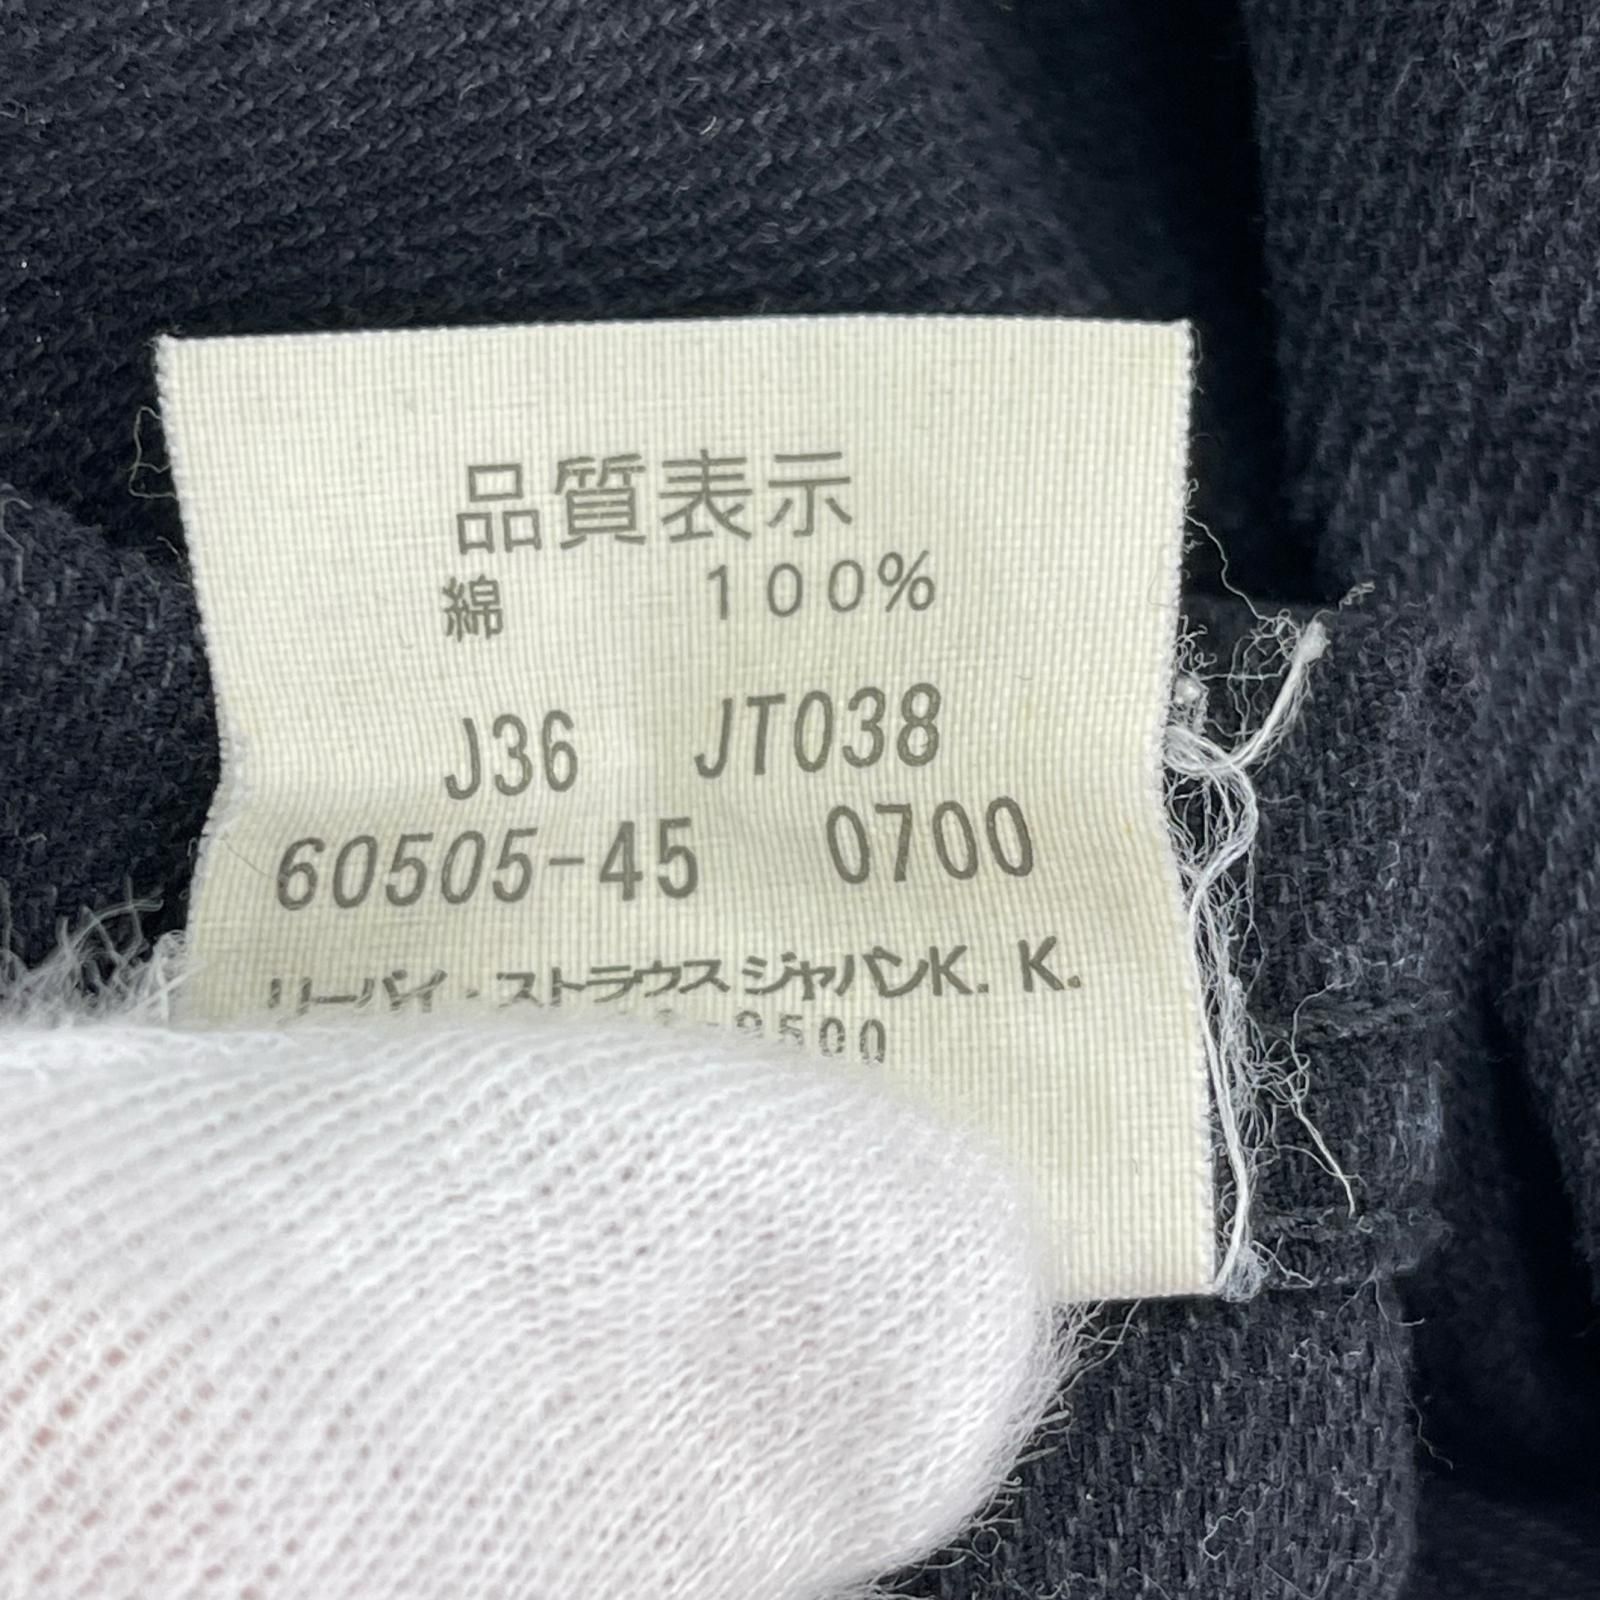 品質表示
綿 100%
J36 JT038
60505-45 0700
リーバイ・ストラウス ジャパンK. K.
-9500